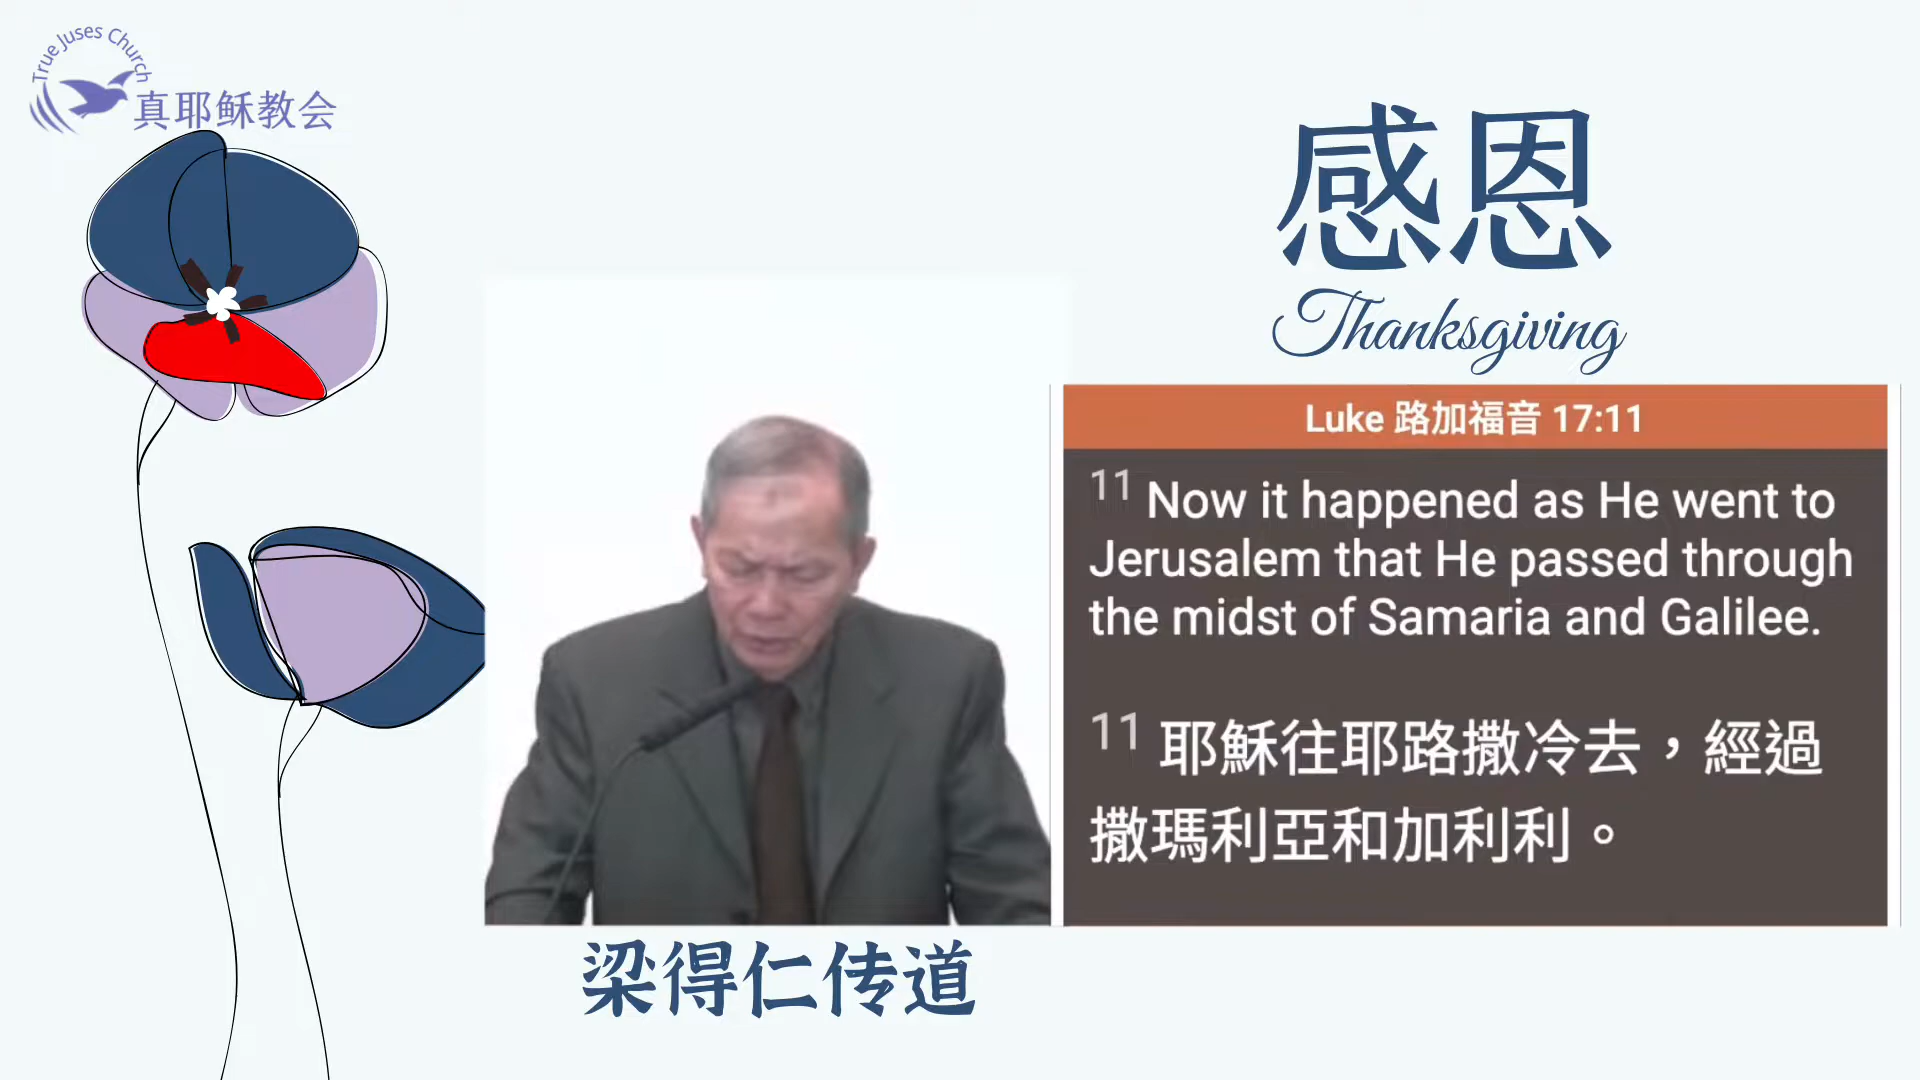 True Juses Church
真耶稣教会
感恩
Thanksgiving
Luke 路加福音 17:11
11 Now it happened as He went to
Jerusalem that He passed through
the midst of Samaria and Galilee.
11 耶穌往耶路撒冷去，經過
撒瑪利亞和加利利。
梁得仁传道